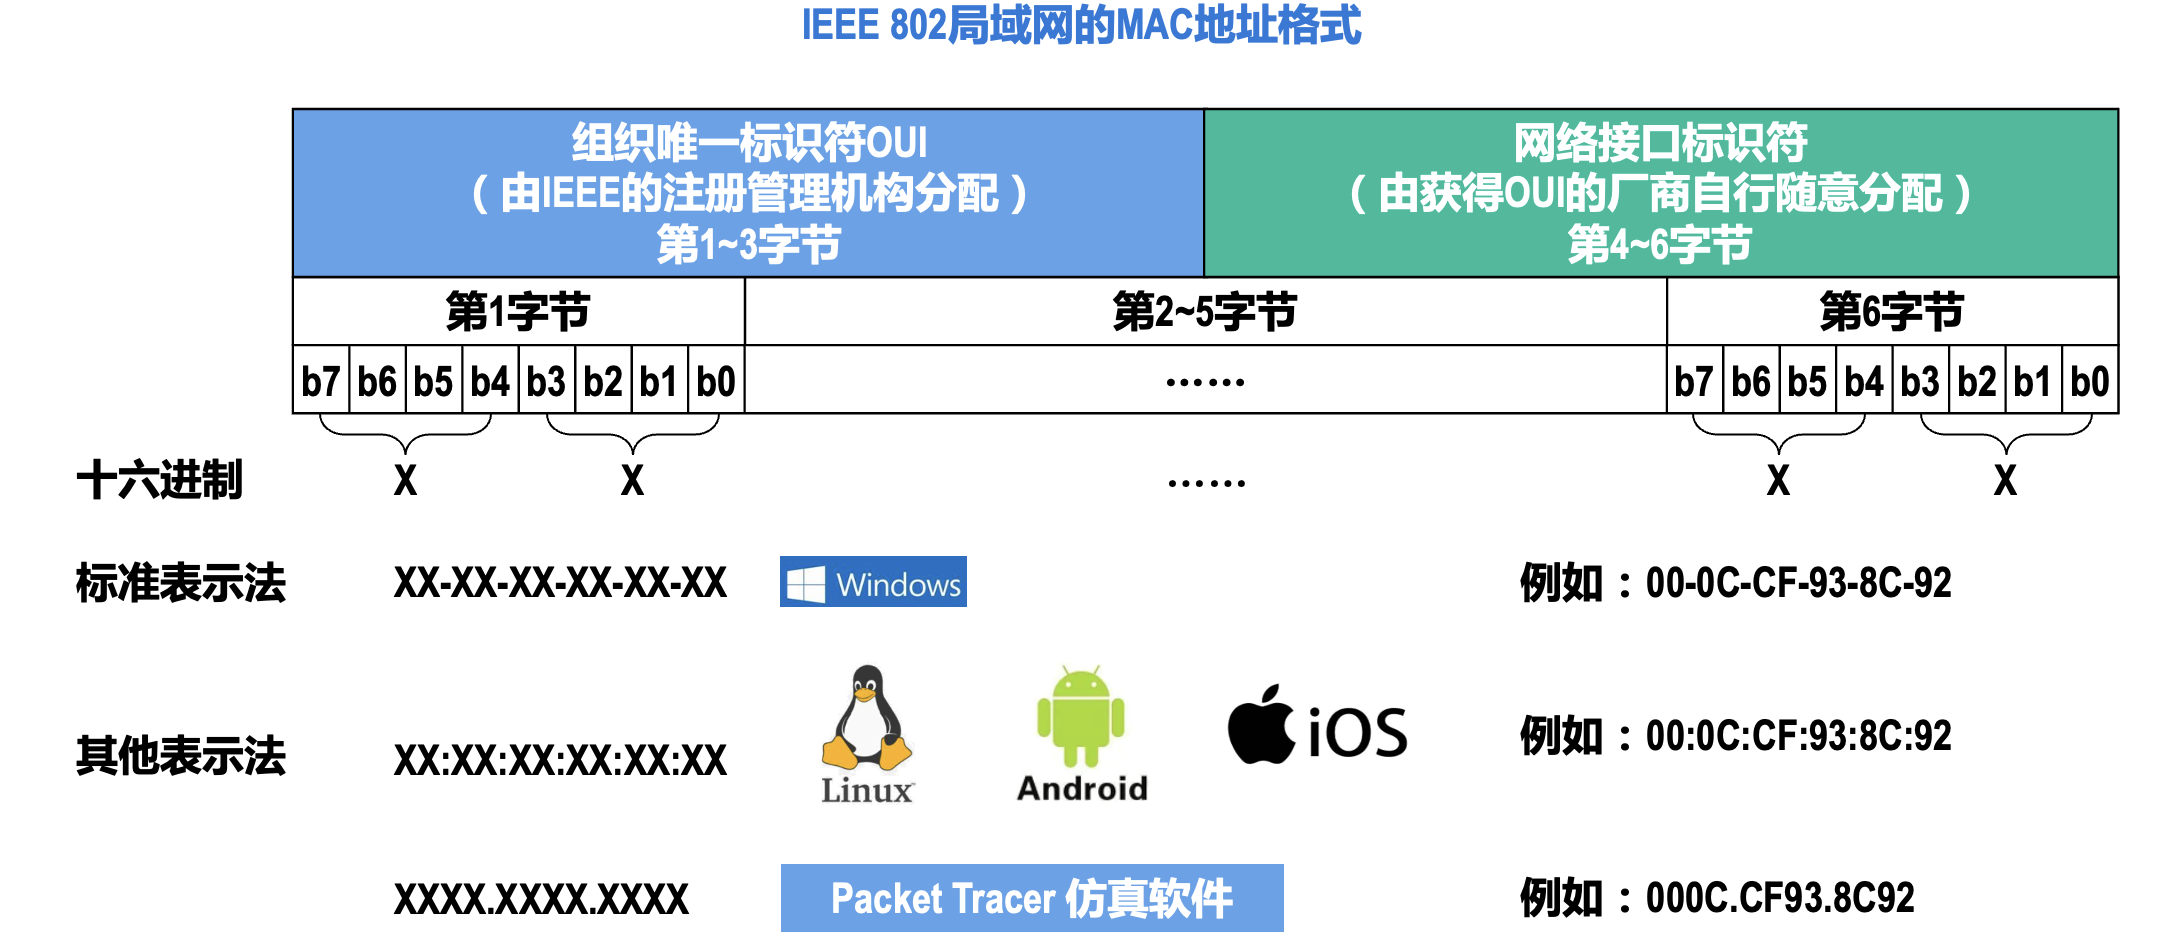 IEEE 802局域网的MAC地址格式
组织唯一标识符OUI
（由IEEE的注册管理机构分配）
第1~3字节
网络接口标识符
（由获得OUI的厂商自行随意分配）
第4~6字节
第1字节 第2~5字节 第6字节
b7 b6 b5 b4 b3 b2 b1 b0 …… b7 b6 b5 b4 b3 b2 b1 b0
十六进制 X X …… X X
标准表示法 XX-XX-XX-XX-XX-XX Windows 例如：00-0C-CF-93-8C-92
其他表示法 XX:XX:XX:XX:XX:XX Linux Android iOS 例如：00:0C:CF:93:8C:92
XXXX.XXXX.XXXX Packet Tracer 仿真软件 例如：000C.CF93.8C92